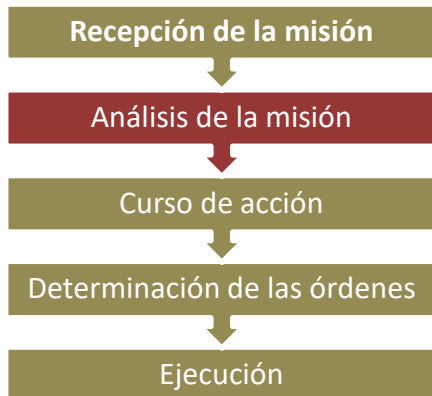 Recepción de la misión
Análisis de la misión
Curso de acción
Determinación de las órdenes
Ejecución